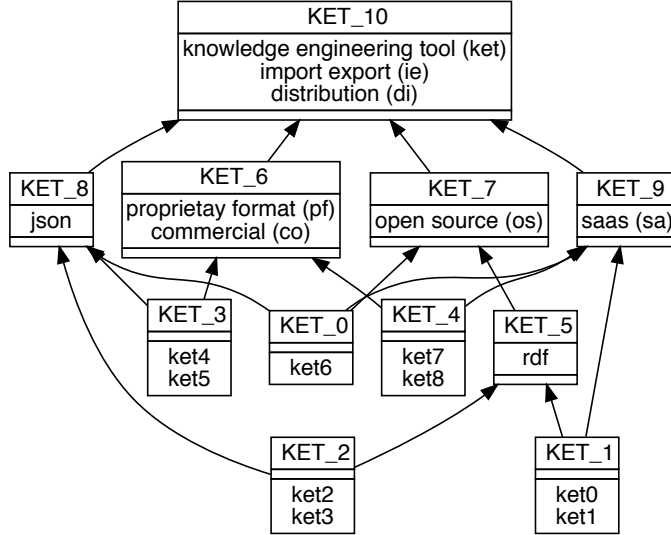 KET_10
knowledge engineering tool (ket)
import export (ie)
distribution (di)
KET_8
json
KET_6
proprietay format (pf)
commercial (co)
KET_7
open source (os)
KET_9
saas (sa)
KET_3
ket4
ket5
KET_0
ket6
KET_4
ket7
ket8
KET_5
rdf
KET_2
ket2
ket3
KET_1
ket0
ket1